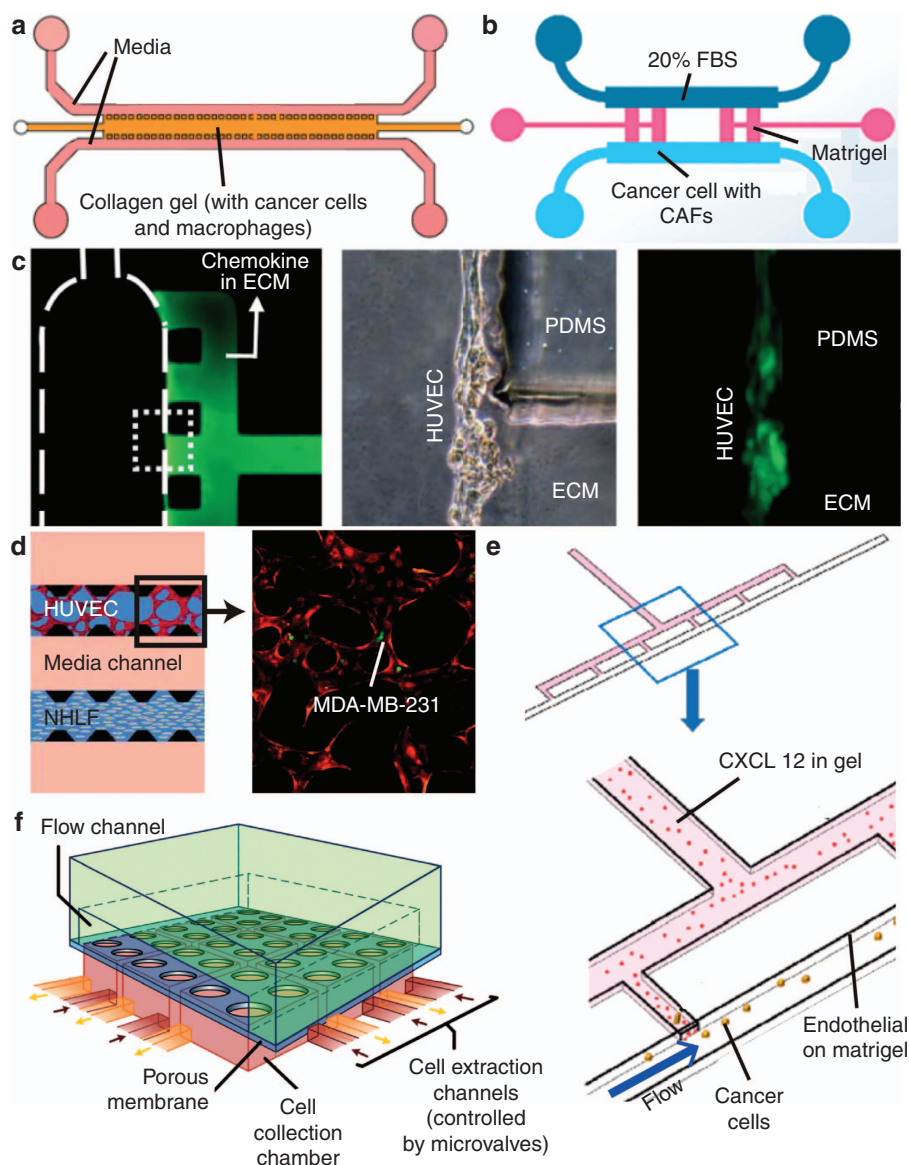 a
Media
Collagen gel (with cancer cells
and macrophages)
b
20% FBS
Matrigel
Cancer cell with
CAFs
c
Chemokine
in ECM
HUVEC
PDMS
ECM
HUVEC
PDMS
ECM
d
HUVEC
Media channel
NHLF
MDA-MB-231
e
CXCL 12 in gel
Endothelial
on matrigel
Flow
Cancer
cells
f
Flow channel
Porous
membrane
Cell
collection
chamber
Cell extraction
channels
(controlled
by microvalves)